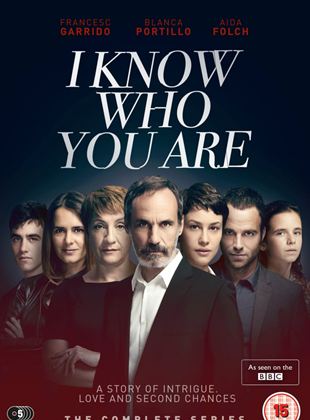 FRANCESC
GARRIDO
BLANCA
PORTILLO
AIDA
FOLCH
I KNOW
WHO
YOU ARE
As seen on the
BBC
A STORY OF INTRIGUE.
LOVE AND SECOND CHANCES
5
15
THE COMPLETE SERIES